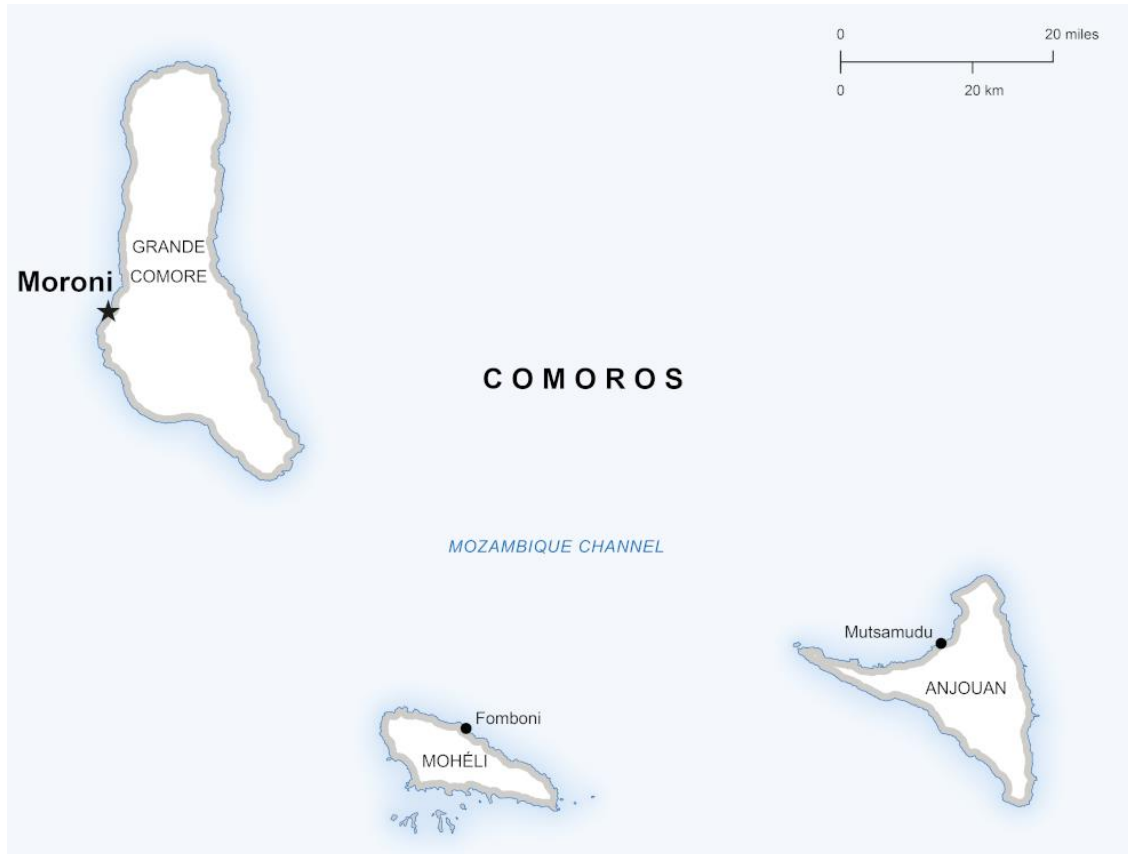 0 20 miles
0 20 km
GRANDE
COMORE
Moroni
COMOROS
MOZAMBIQUE CHANNEL
Mutsamudu
ANJOUAN
Fomboni
MOHÉLI